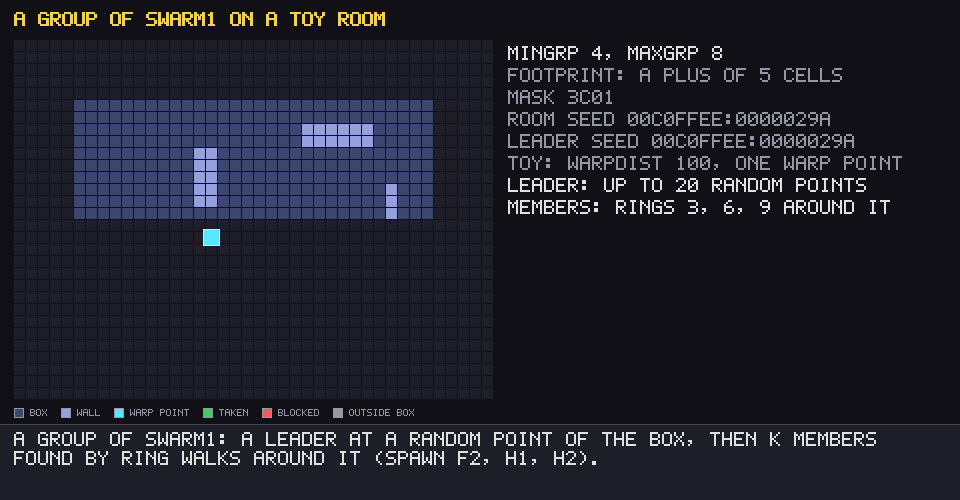 A GROUP OF SWARM1 ON A TOY ROOM
MINGRP 4, MAXGRP 8
FOOTPRINT: A PLUS OF 5 CELLS
MASK 3C01
ROOM SEED 00C0FFEE:0000029A
LEADER SEED 00C0FFEE:0000029A
TOY: WARPDIST 100, ONE WARP POINT
LEADER: UP TO 20 RANDOM POINTS
MEMBERS: RINGS 3, 6, 9 AROUND IT
BOX WALL WARP POINT TAKEN BLOCKED OUTSIDE BOX
A GROUP OF SWARM1: A LEADER AT A RANDOM POINT OF THE BOX, THEN K MEMBERS
FOUND BY RING WALKS AROUND IT (SPAWN F2, H1, H2).